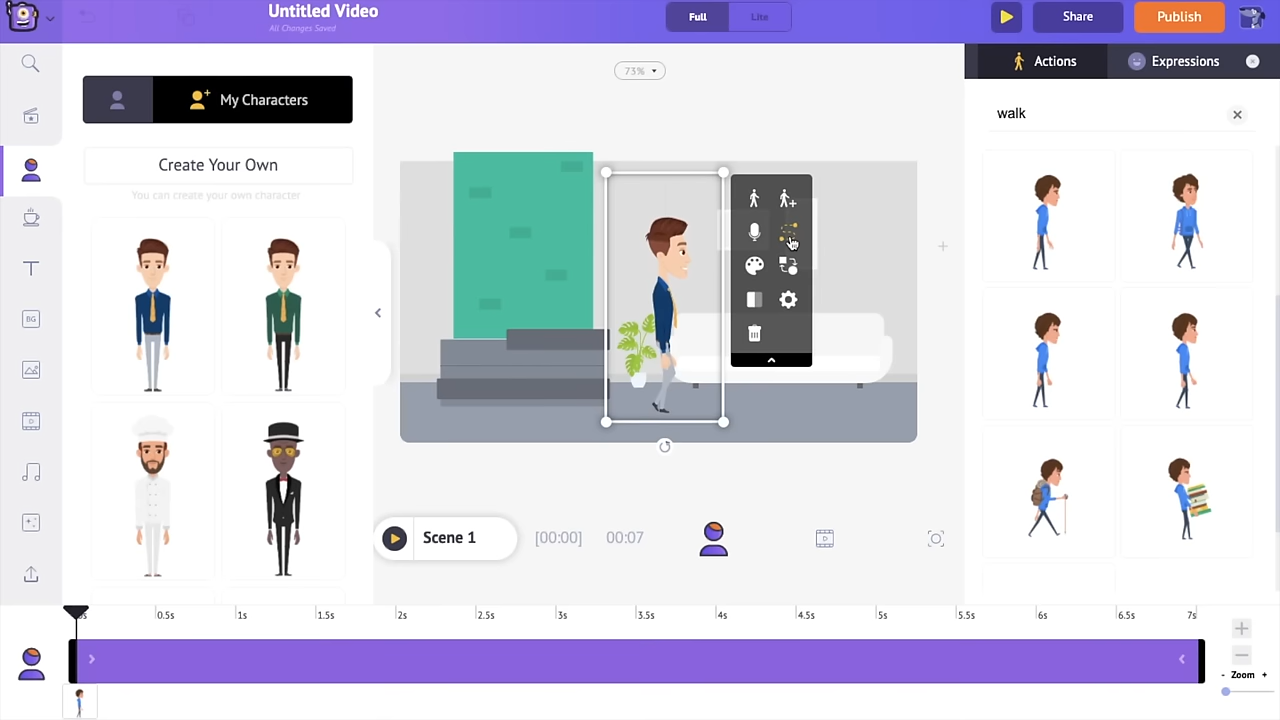 Untitled Video
All Changes Saved
Full
Lite
Share
Publish
My Characters
Create Your Own
You can create your own character
73%
Actions
Expressions
walk
T
BG
Scene 1
[00:00]
00:07
0.5s
1s
1.5s
2s
2.5s
3s
3.5s
4s
4.5s
5s
5.5s
6s
6.5s
7s
- Zoom +